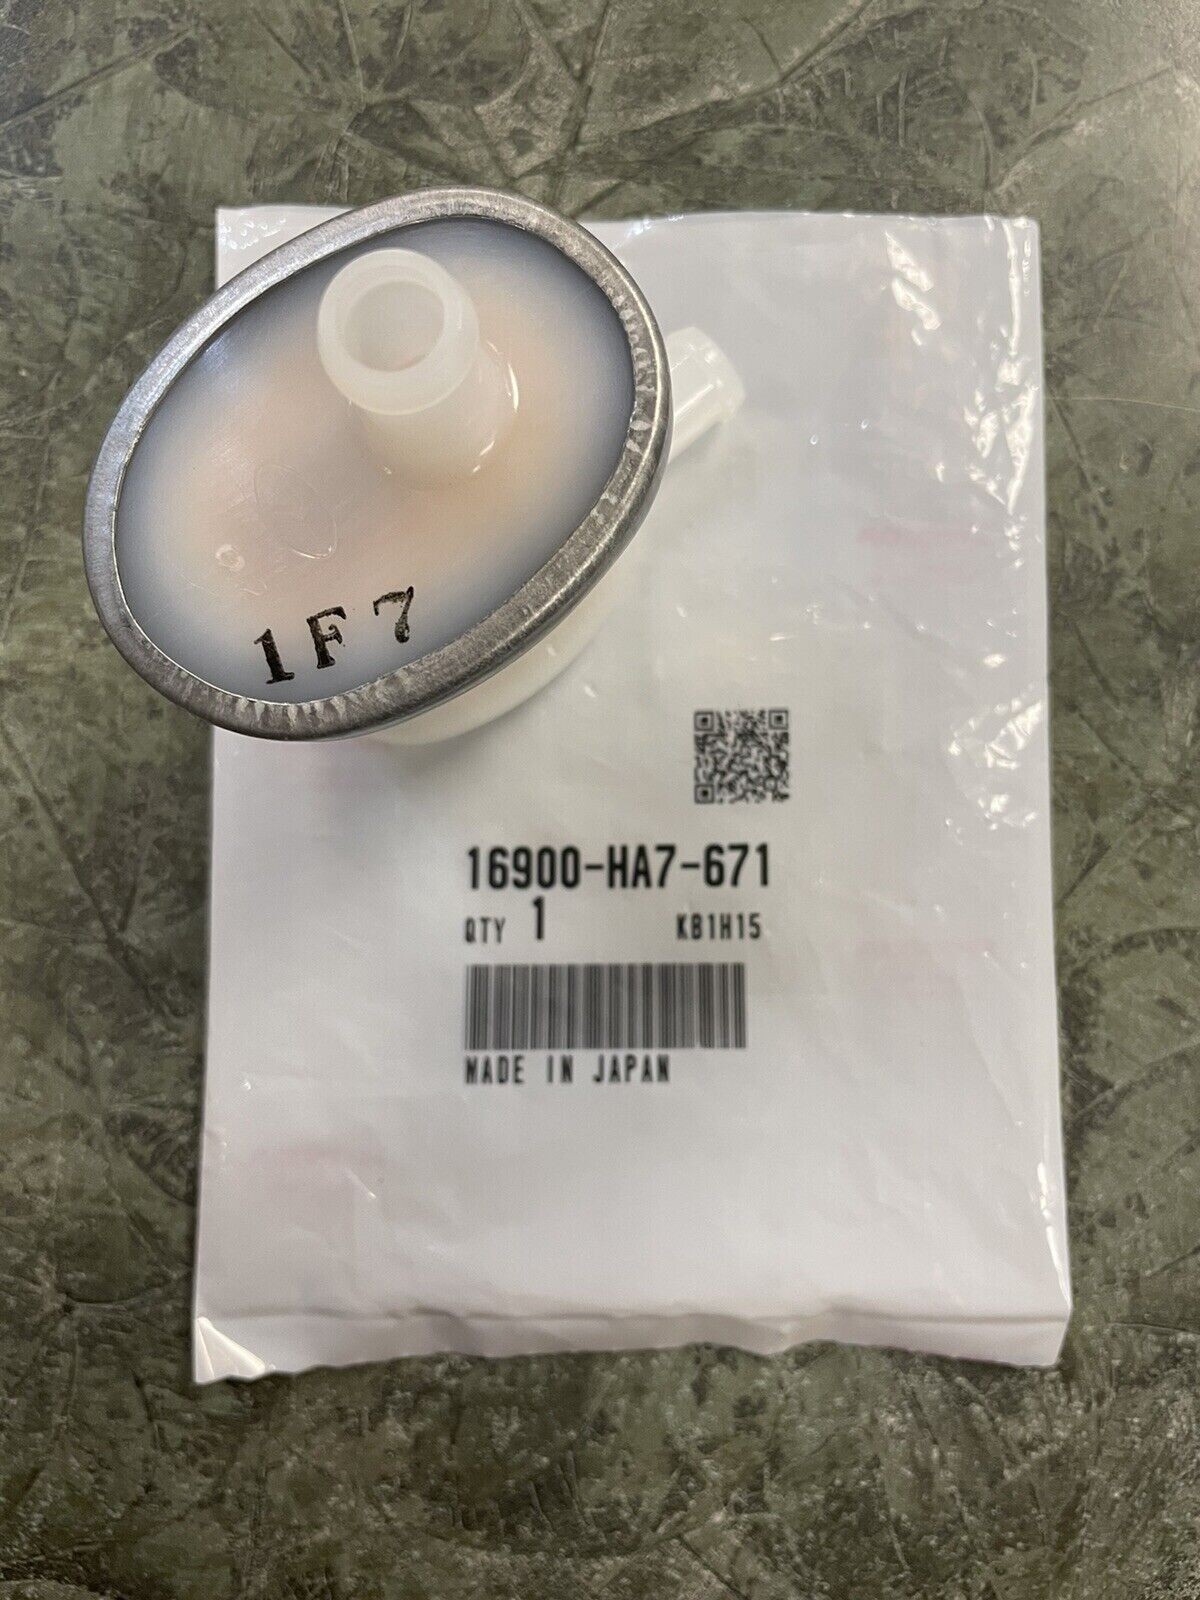 1F7
16900-HA7-671
QTY 1 KB1H15
MADE IN JAPAN